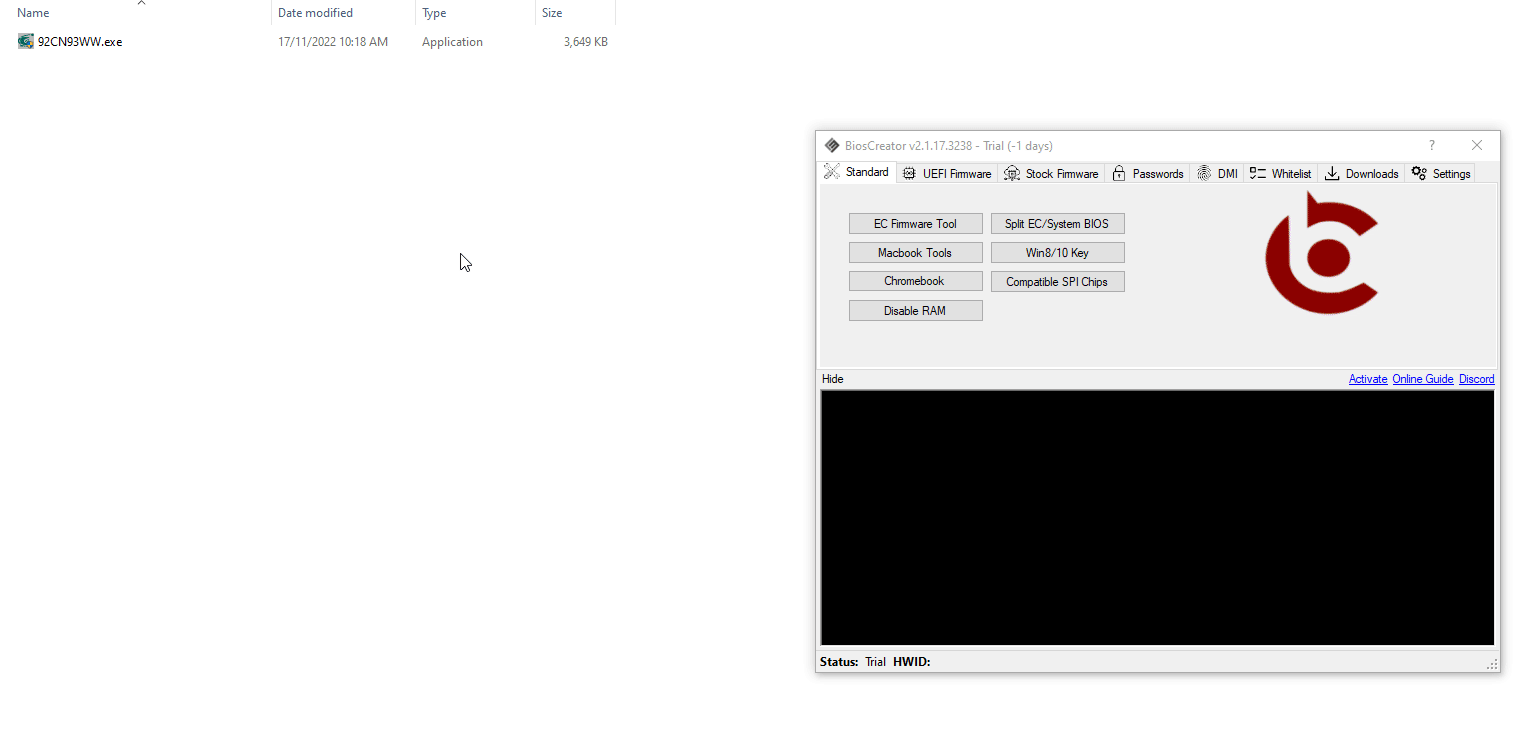 Name Date modified Type Size
92CN93WW.exe 17/11/2022 10:18 AM Application 3,649 KB
BiosCreator v2.1.17.3238 - Trial (-1 days) ?
Standard UEFI Firmware Stock Firmware Passwords DMI Whitelist Downloads Settings
EC Firmware Tool Split EC/System BIOS
Macbook Tools Win8/10 Key
Chromebook Compatible SPI Chips
Disable RAM
Hide Activate Online Guide Discord
Status: Trial HWID: